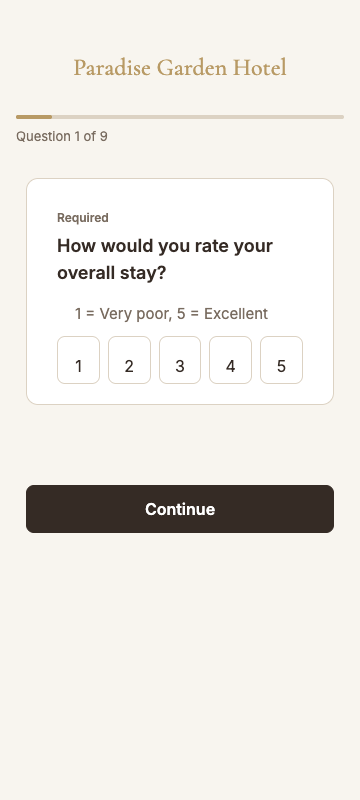 Paradise Garden Hotel
Question 1 of 9
Required
How would you rate your
overall stay?
1 = Very poor, 5 = Excellent
1 2 3 4 5
Continue